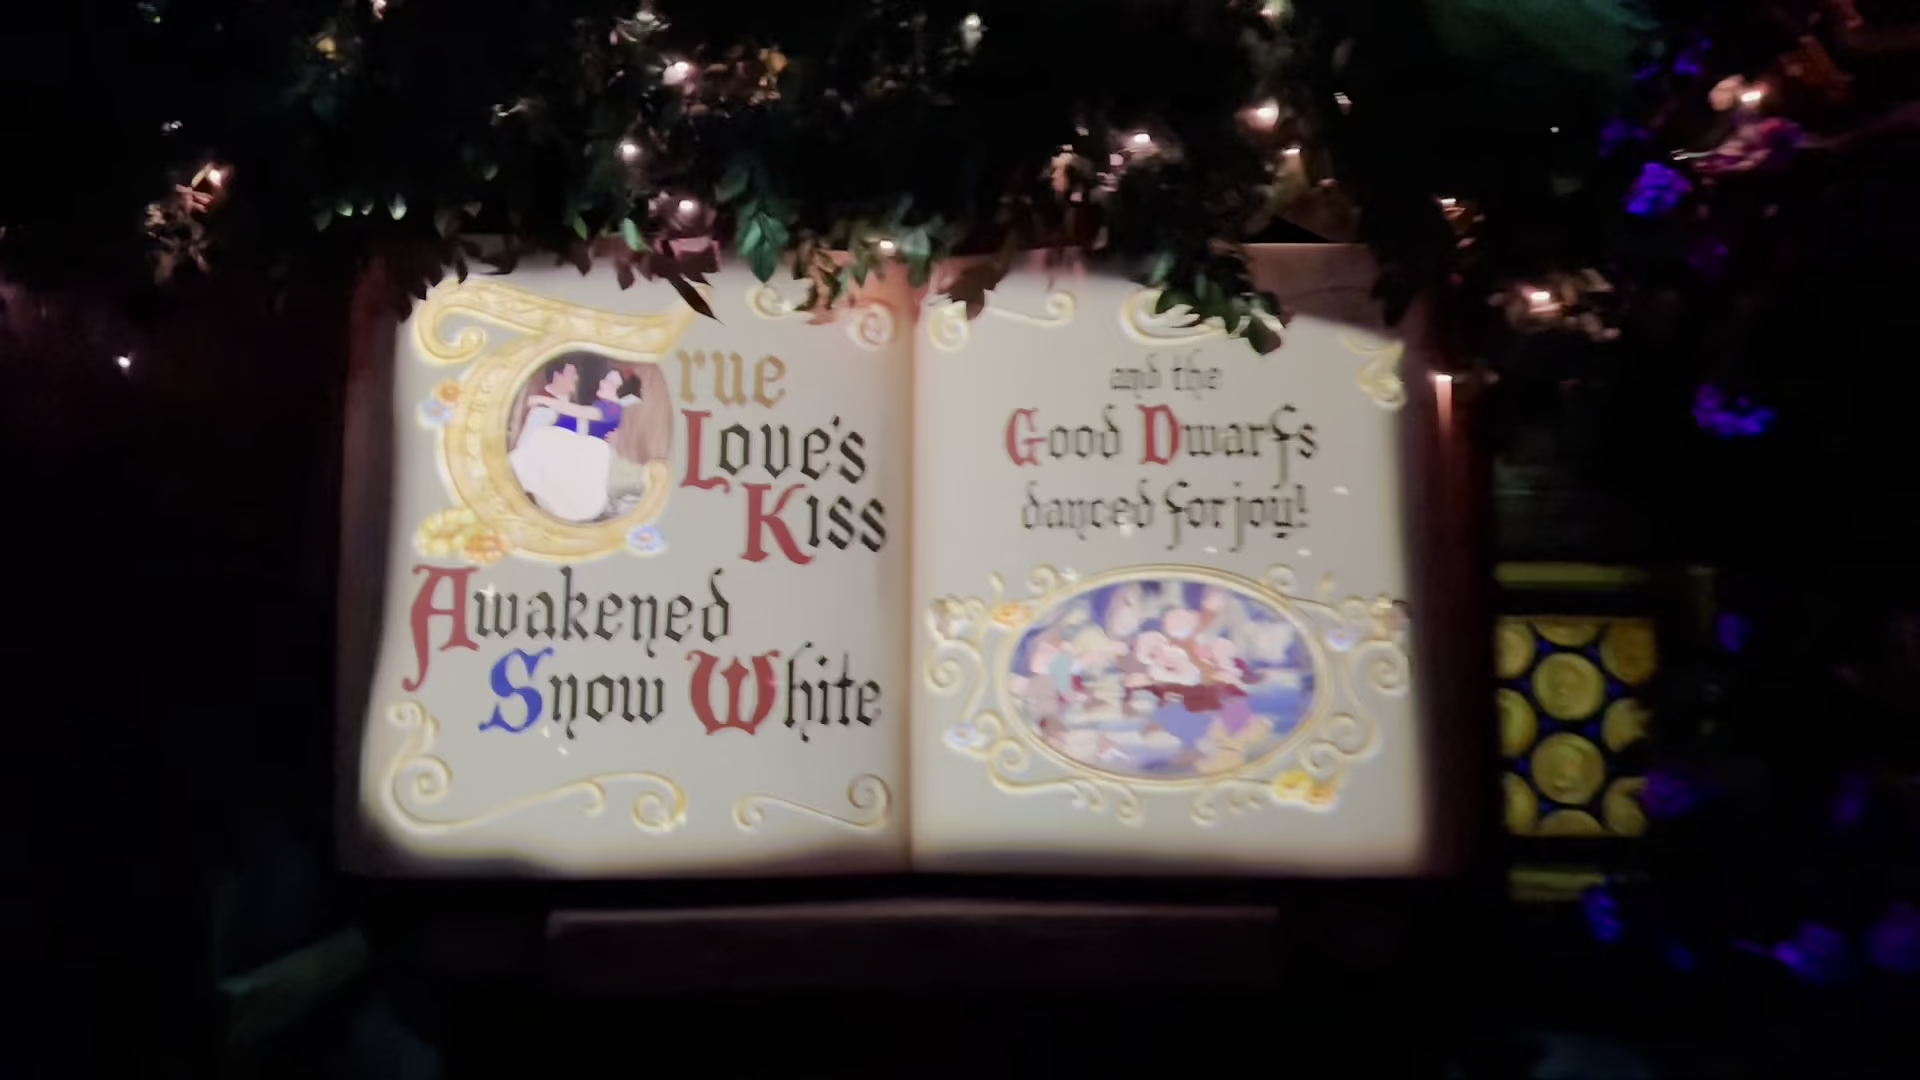 True
Love's
Kiss
Awakened
Snow White
and the
Good Dwarfs
danced for joy!